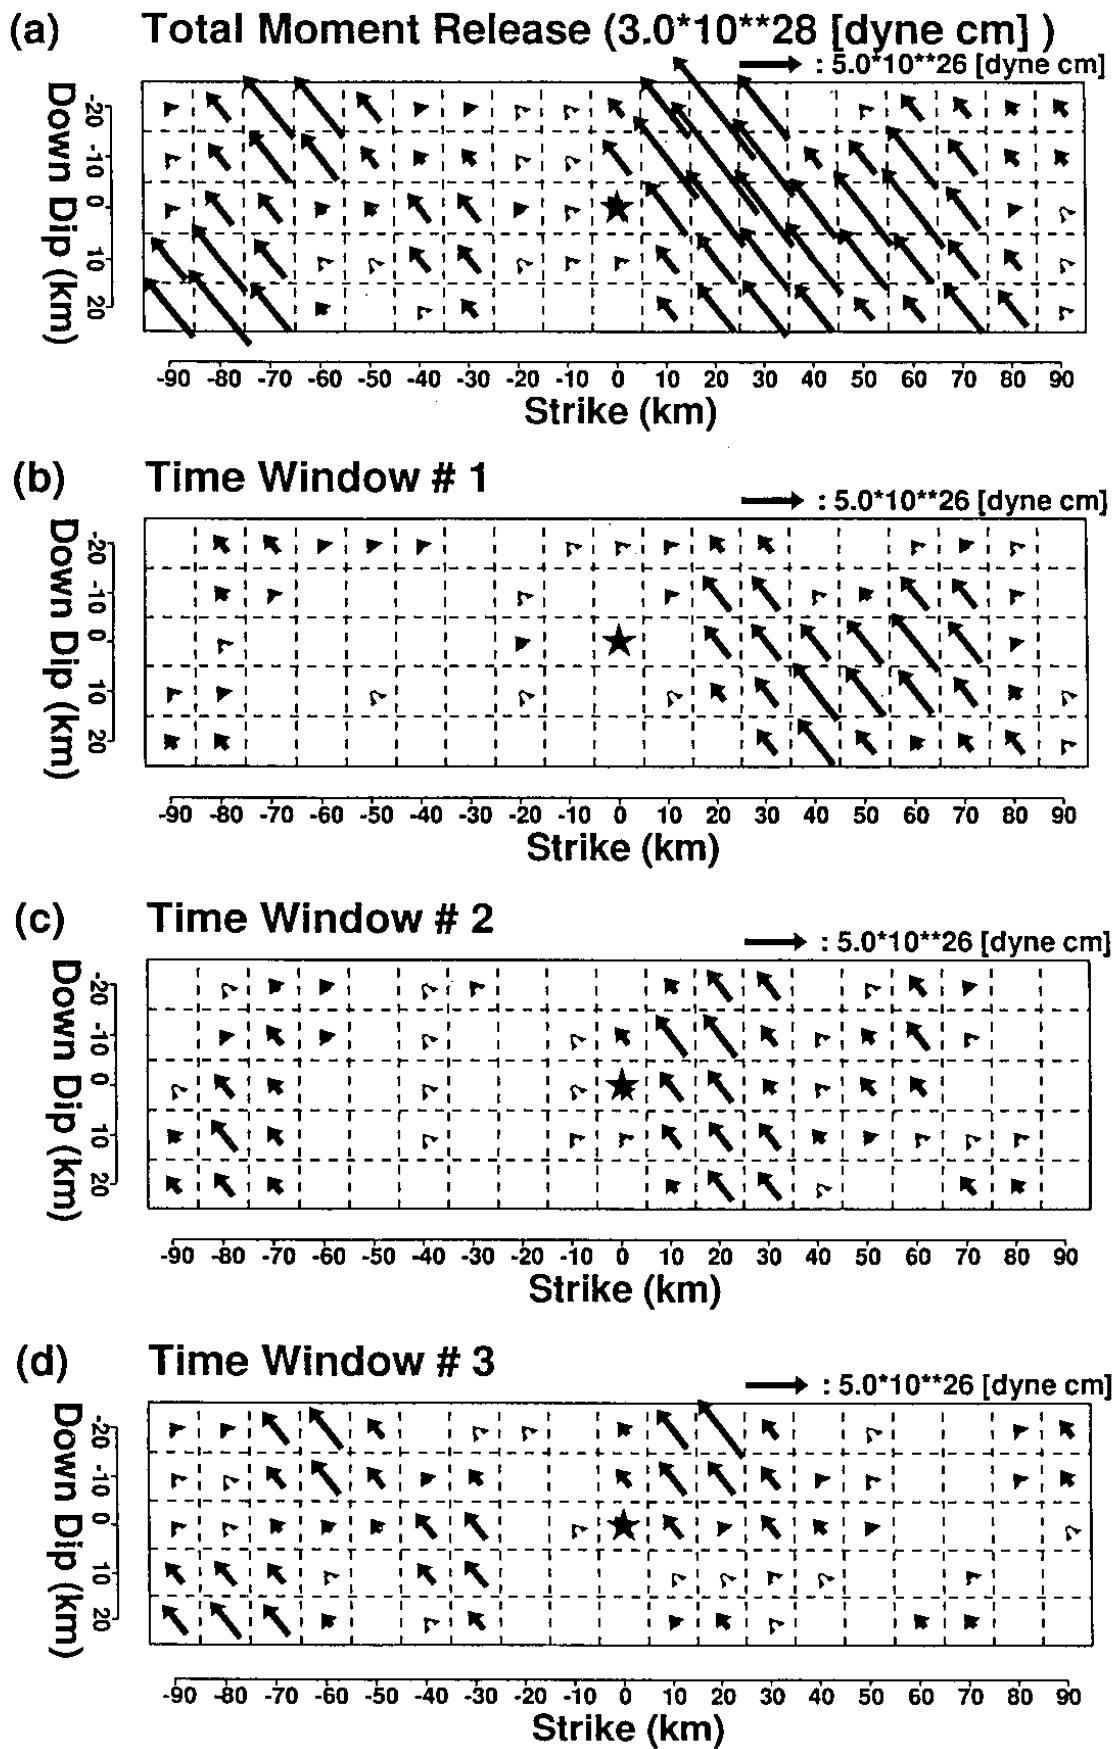 (a) Total Moment Release (3.0*10**28 [dyne cm] )
: 5.0*10**26 [dyne cm]
Down Dip (km)
-20 -10 0 10 20
-90 -80 -70 -60 -50 -40 -30 -20 -10 0 10 20 30 40 50 60 70 80 90
Strike (km)
(b) Time Window # 1
: 5.0*10**26 [dyne cm]
Down Dip (km)
-20 -10 0 10 20
-90 -80 -70 -60 -50 -40 -30 -20 -10 0 10 20 30 40 50 60 70 80 90
Strike (km)
(c) Time Window # 2
: 5.0*10**26 [dyne cm]
Down Dip (km)
-20 -10 0 10 20
-90 -80 -70 -60 -50 -40 -30 -20 -10 0 10 20 30 40 50 60 70 80 90
Strike (km)
(d) Time Window # 3
: 5.0*10**26 [dyne cm]
Down Dip (km)
-20 -10 0 10 20
-90 -80 -70 -60 -50 -40 -30 -20 -10 0 10 20 30 40 50 60 70 80 90
Strike (km)